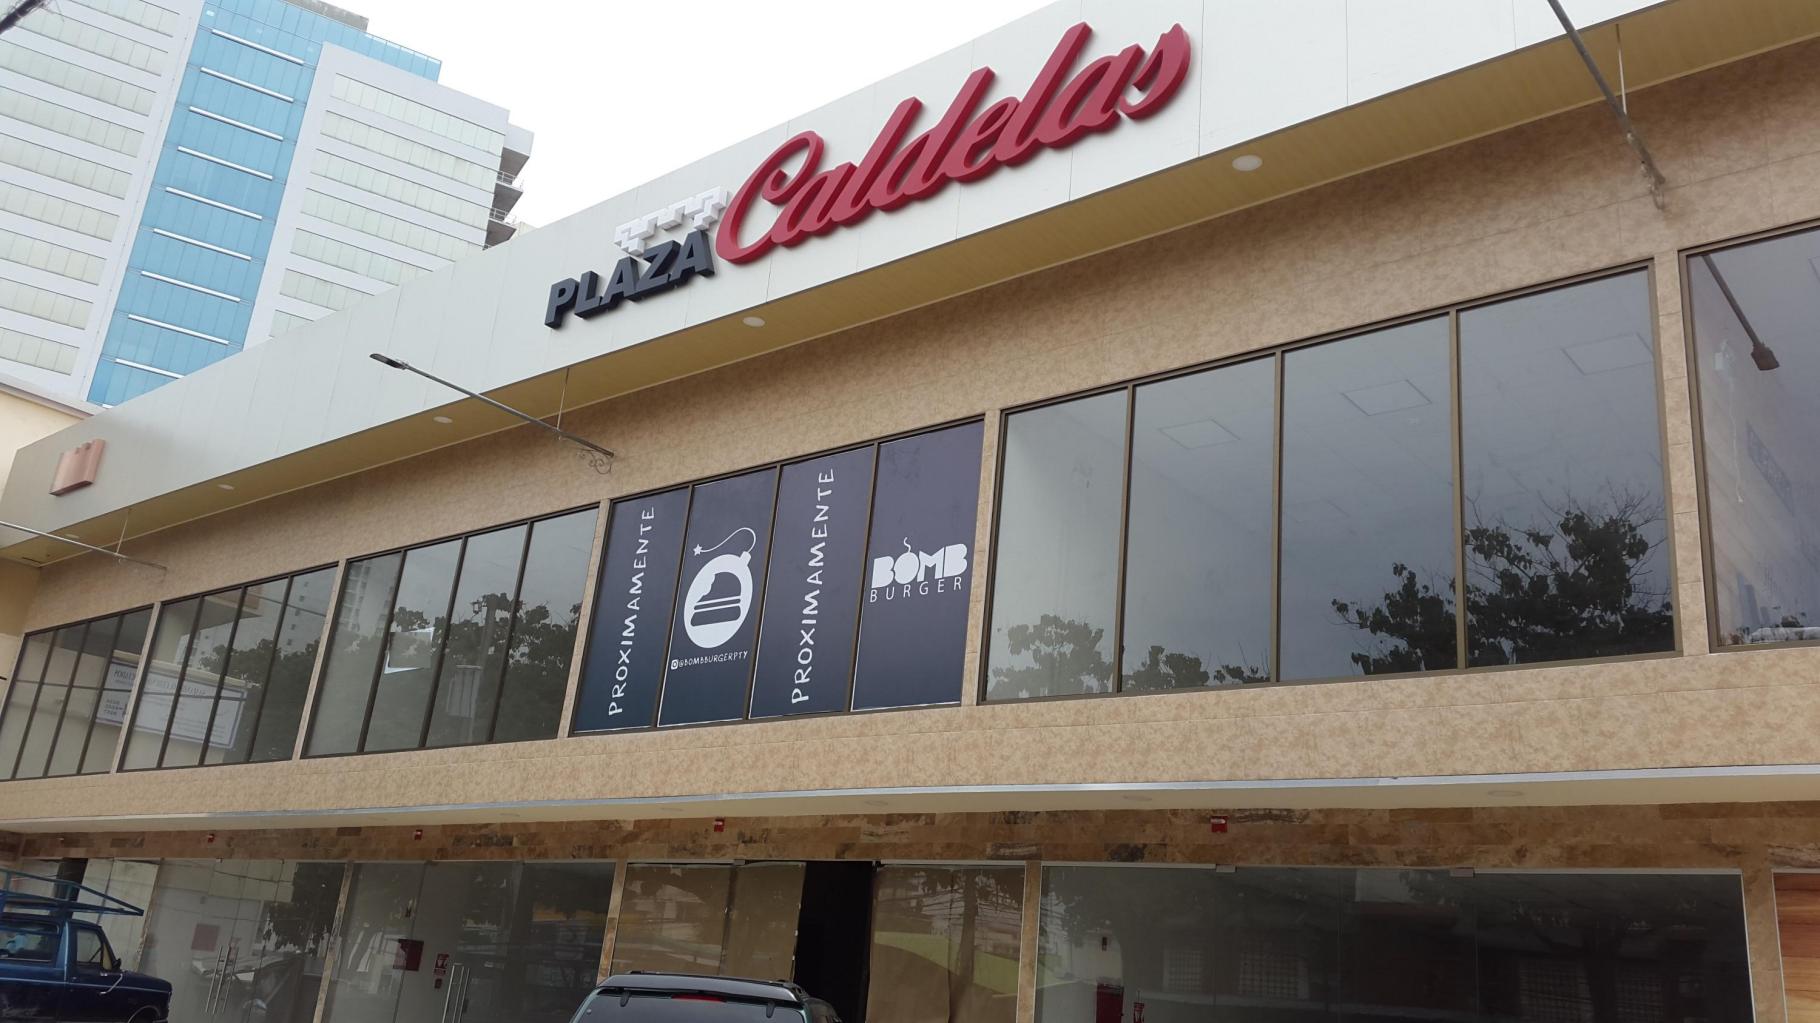 PLAZA Caldelas
PROXIMAMENTE
@BOMBBURGERPTY
PROXIMAMENTE
BOMB
BURGER